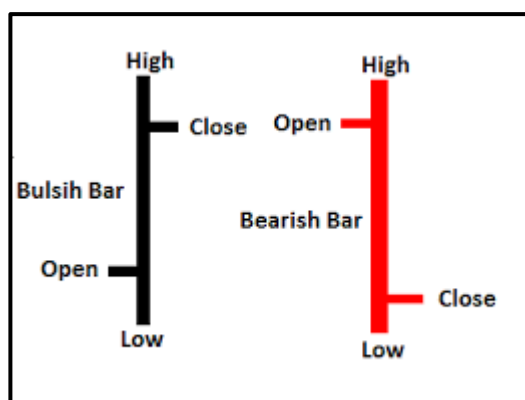 High
High
Close
Open
Bulsih Bar
Bearish Bar
Open
Close
Low
Low